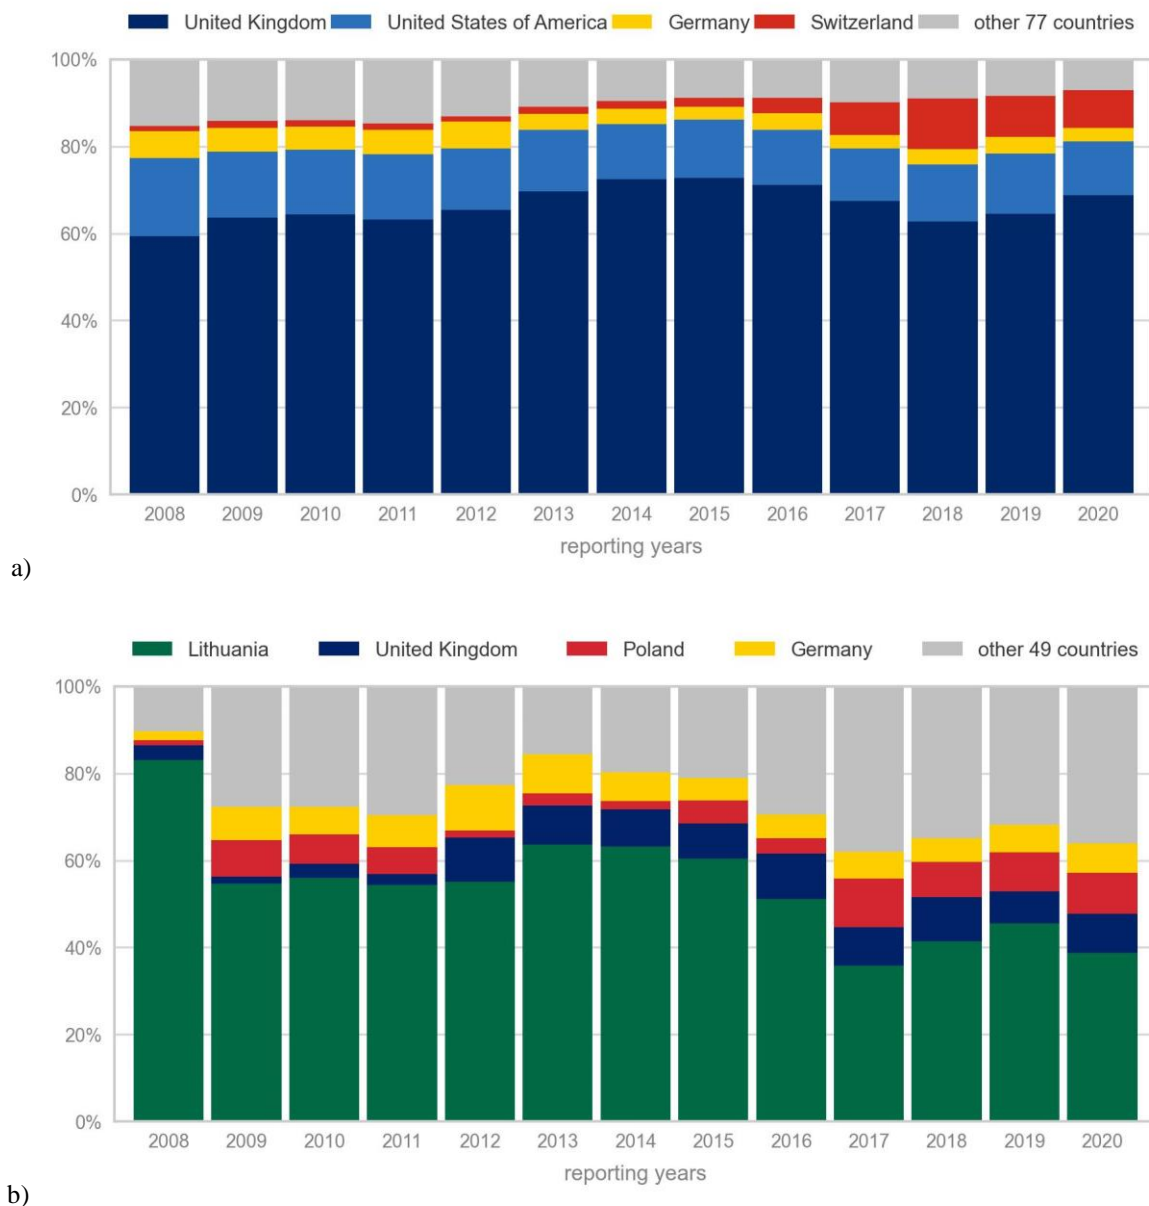 United Kingdom United States of America Germany Switzerland other 77 countries
100%
80%
60%
40%
20%
0%
2008 2009 2010 2011 2012 2013 2014 2015 2016 2017 2018 2019 2020
reporting years
a)
Lithuania United Kingdom Poland Germany other 49 countries
100%
80%
60%
40%
20%
0%
2008 2009 2010 2011 2012 2013 2014 2015 2016 2017 2018 2019 2020
reporting years
b)